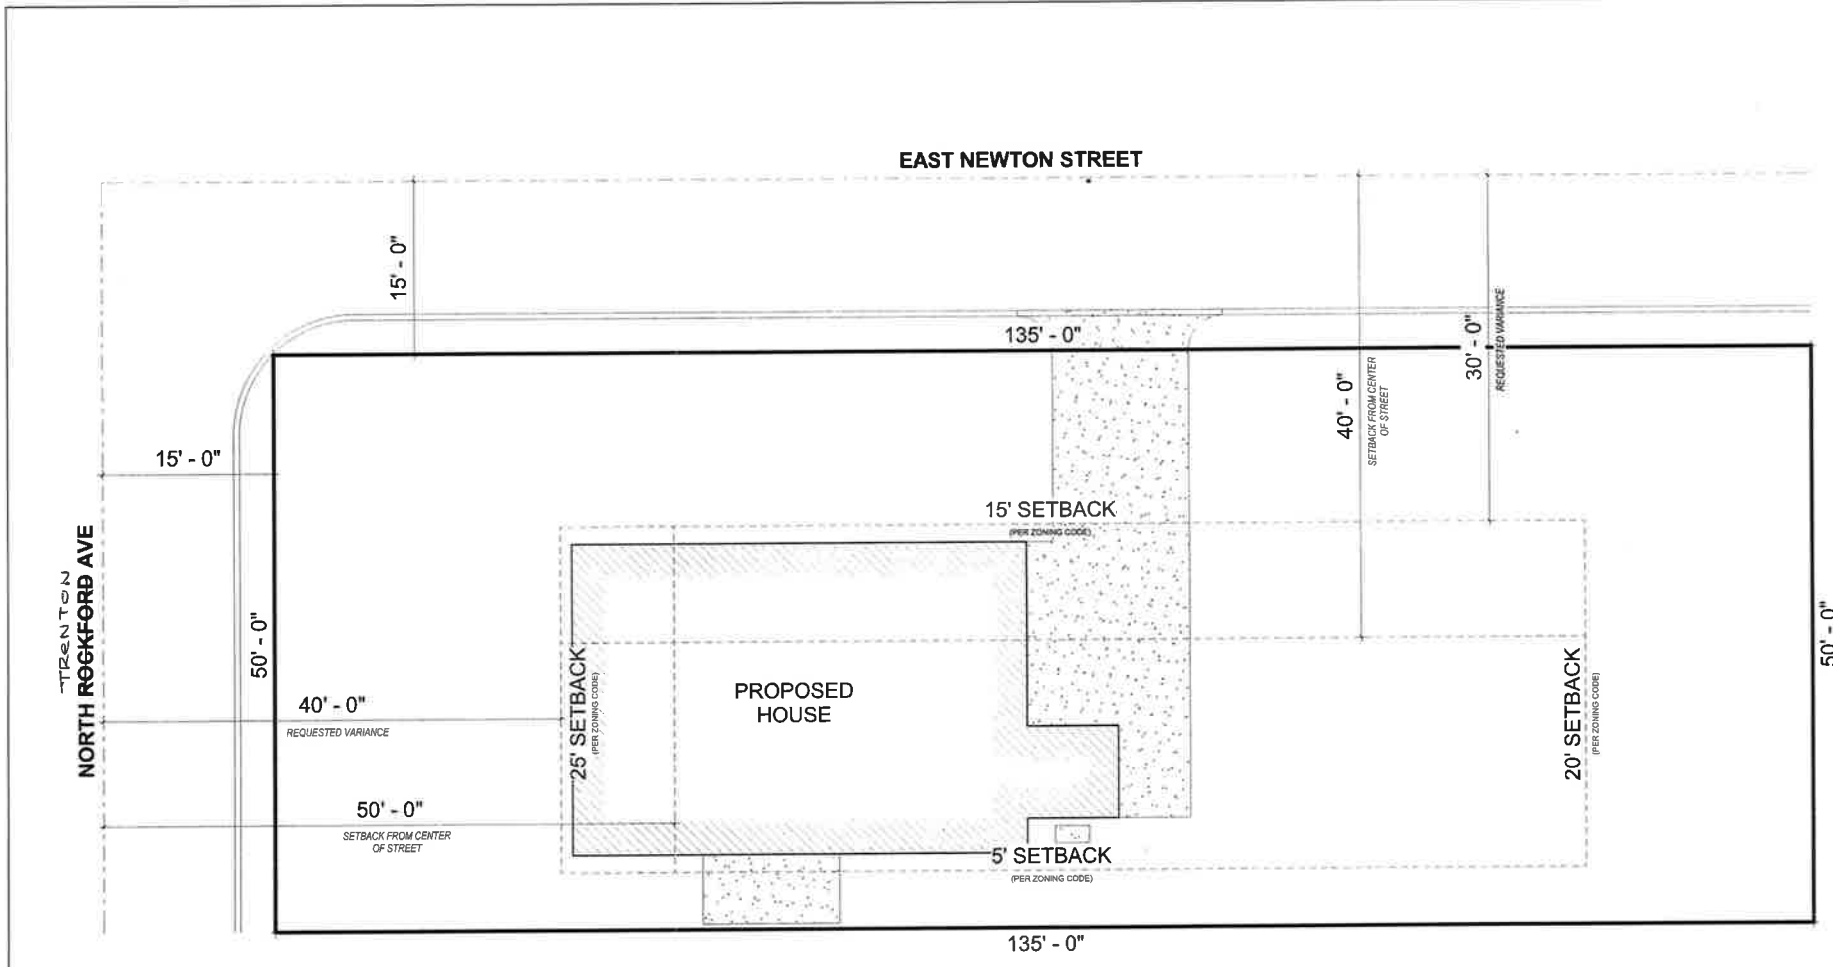 EAST NEWTON STREET
15' - 0"
135' - 0"
30' - 0"
REQUESTED VARIANCE
40' - 0"
SETBACK FROM CENTER
OF STREET
15' - 0"
15' SETBACK
(PER ZONING CODE)
TRENTON
NORTH ROCKFORD AVE
50' - 0"
50' - 0"
25' SETBACK
(PER ZONING CODE)
PROPOSED
HOUSE
20' SETBACK
(PER ZONING CODE)
40' - 0"
REQUESTED VARIANCE
50' - 0"
SETBACK FROM CENTER
OF STREET
5' SETBACK
(PER ZONING CODE)
135' - 0"